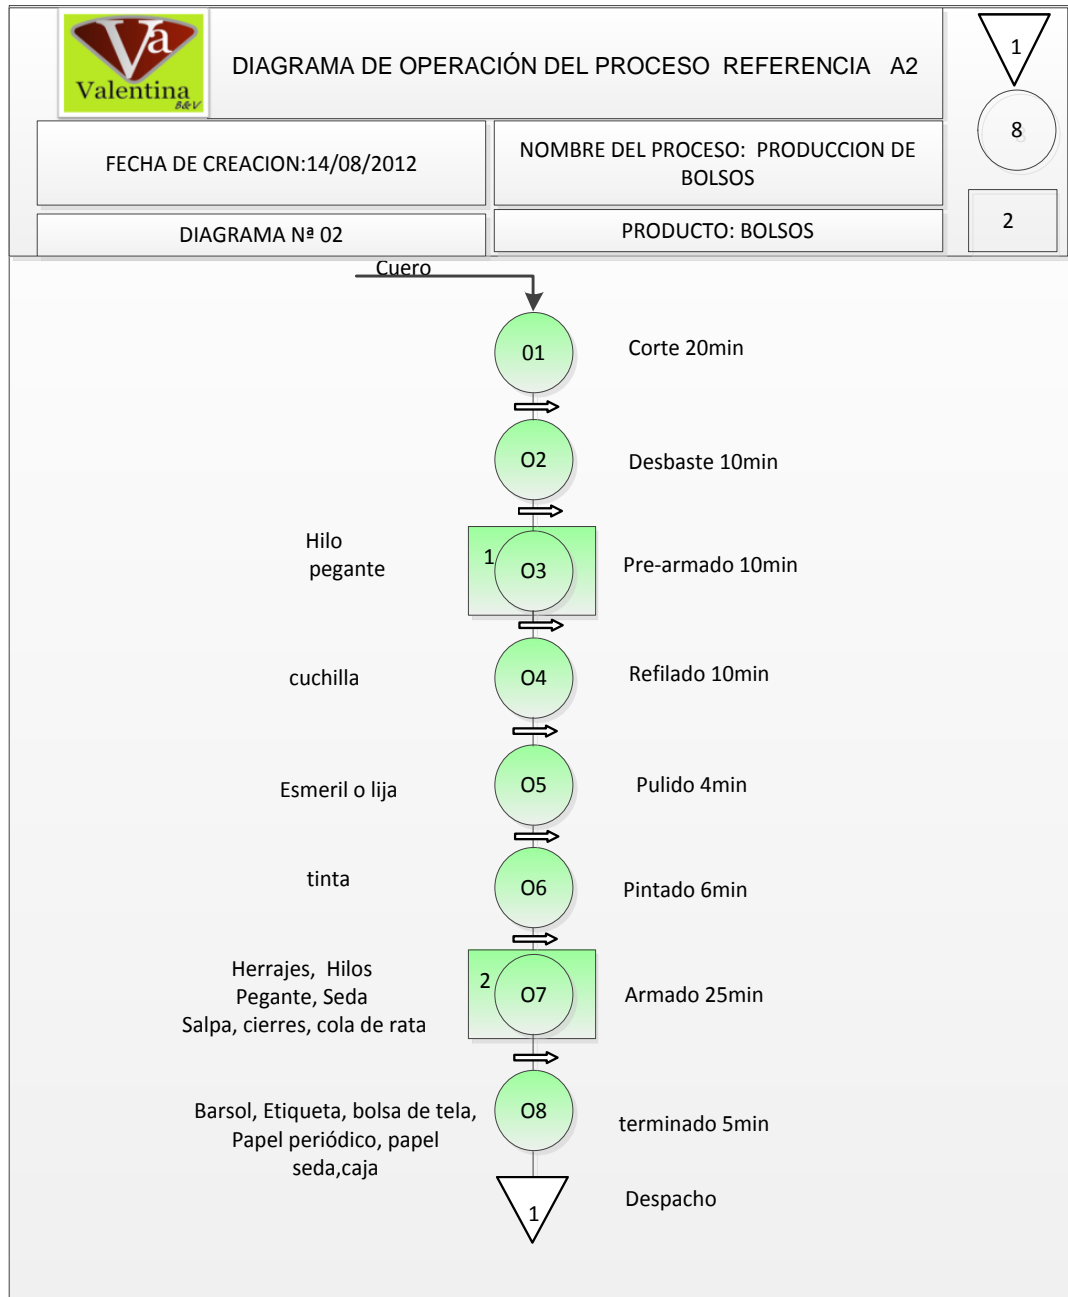 Va
Valentina
B&V
DIAGRAMA DE OPERACIÓN DEL PROCESO REFERENCIA A2
1
8
2
FECHA DE CREACION:14/08/2012
NOMBRE DEL PROCESO: PRODUCCION DE
BOLSOS
DIAGRAMA Nª 02
PRODUCTO: BOLSOS
Cuero
01
Corte 20min
O2
Desbaste 10min
Hilo
pegante
1
O3
Pre-armado 10min
cuchilla
O4
Refilado 10min
Esmeril o lija
O5
Pulido 4min
tinta
O6
Pintado 6min
Herrajes, Hilos
Pegante, Seda
Salpa, cierres, cola de rata
2
O7
Armado 25min
Barsol, Etiqueta, bolsa de tela,
Papel periódico, papel
seda,caja
O8
terminado 5min
1
Despacho